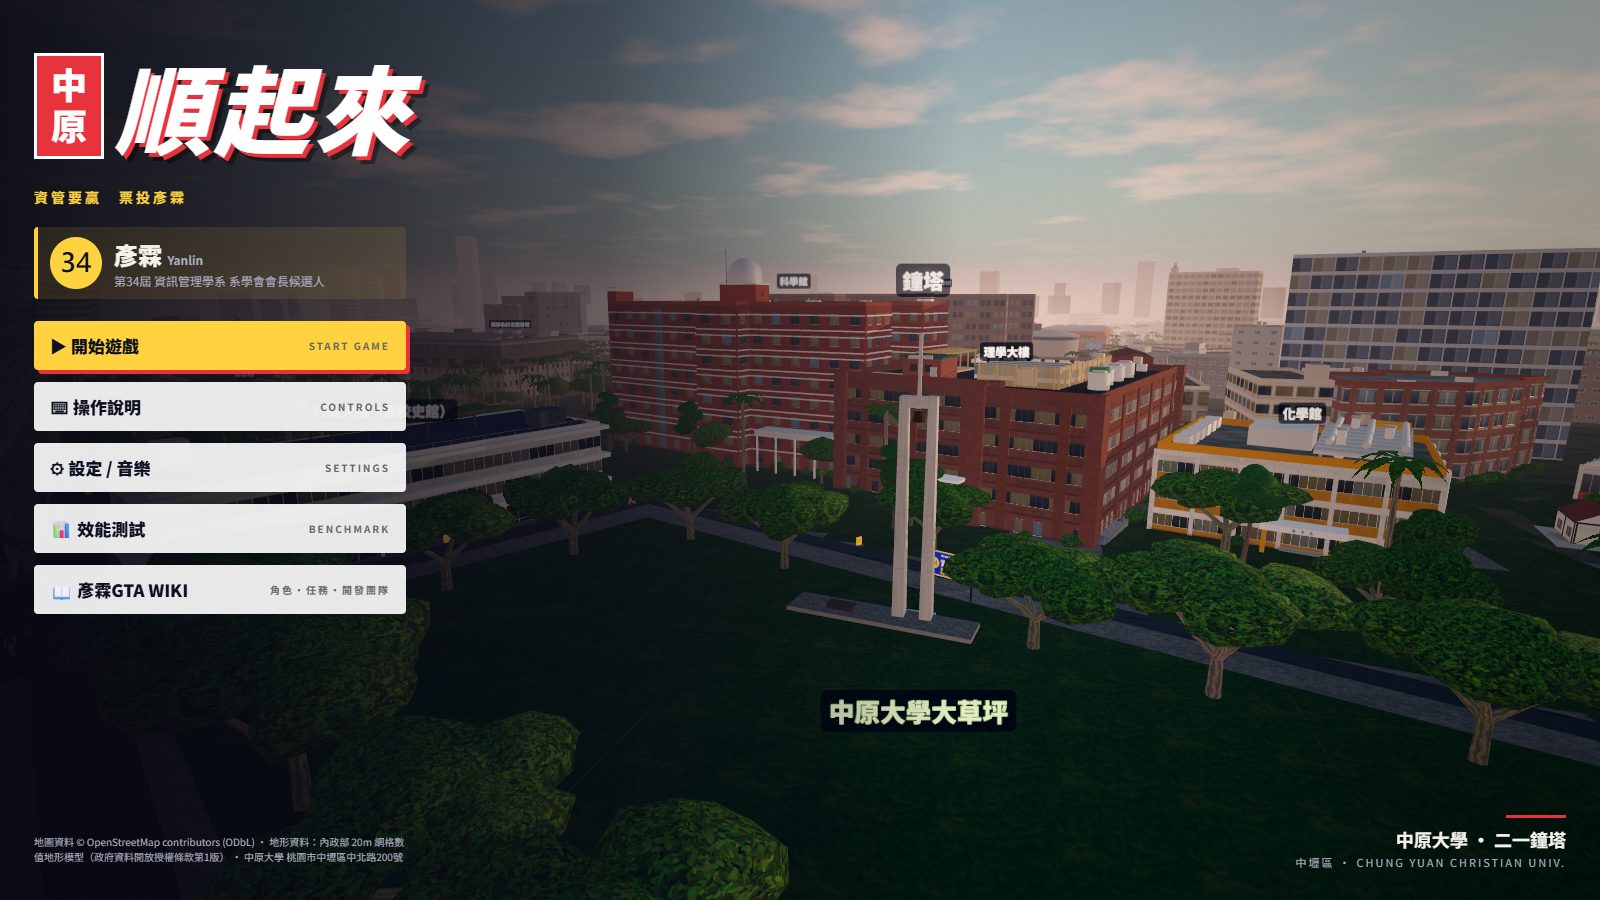 中原
順起來
資管要贏 票投彥霖
34
彥霖 Yanlin
第34屆 資訊管理學系 系學會會長候選人
開始遊戲 START GAME
操作說明 CONTROLS
設定 / 音樂 SETTINGS
效能測試 BENCHMARK
彥霖GTA WIKI 角色・任務・開發團隊
科學館
鐘塔
理學大樓
化學館
史館）
中原大學大草坪
地圖資料 © OpenStreetMap contributors (ODbL) ・ 地形資料：內政部 20m 網格數
值地形模型（政府資料開放授權條款第1版） ・ 中原大學 桃園市中壢區中北路200號
中原大學 · 二一鐘塔
中壢區 ・ CHUNG YUAN CHRISTIAN UNIV.